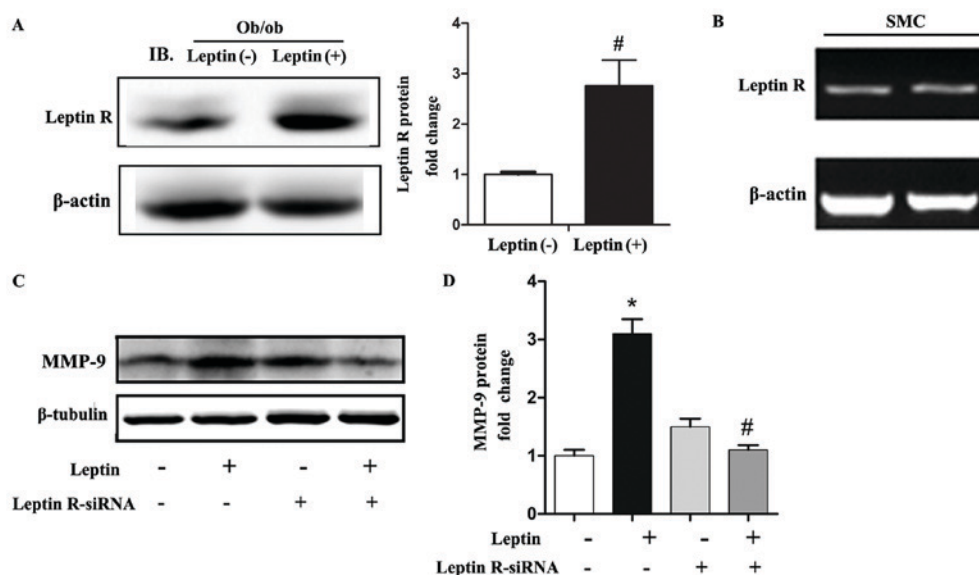 A
Ob/ob
IB. Leptin (-) Leptin (+)
Leptin R
β-actin
Leptin R protein
fold change
4
3
2
1
0
#
Leptin (-) Leptin (+)
B
SMC
Leptin R
β-actin
C
MMP-9
β-tubulin
Leptin - + - +
Leptin R-siRNA - - + +
D
MMP-9 protein
fold change
4
3
2
1
0
*
#
Leptin - + - +
Leptin R-siRNA - - + +